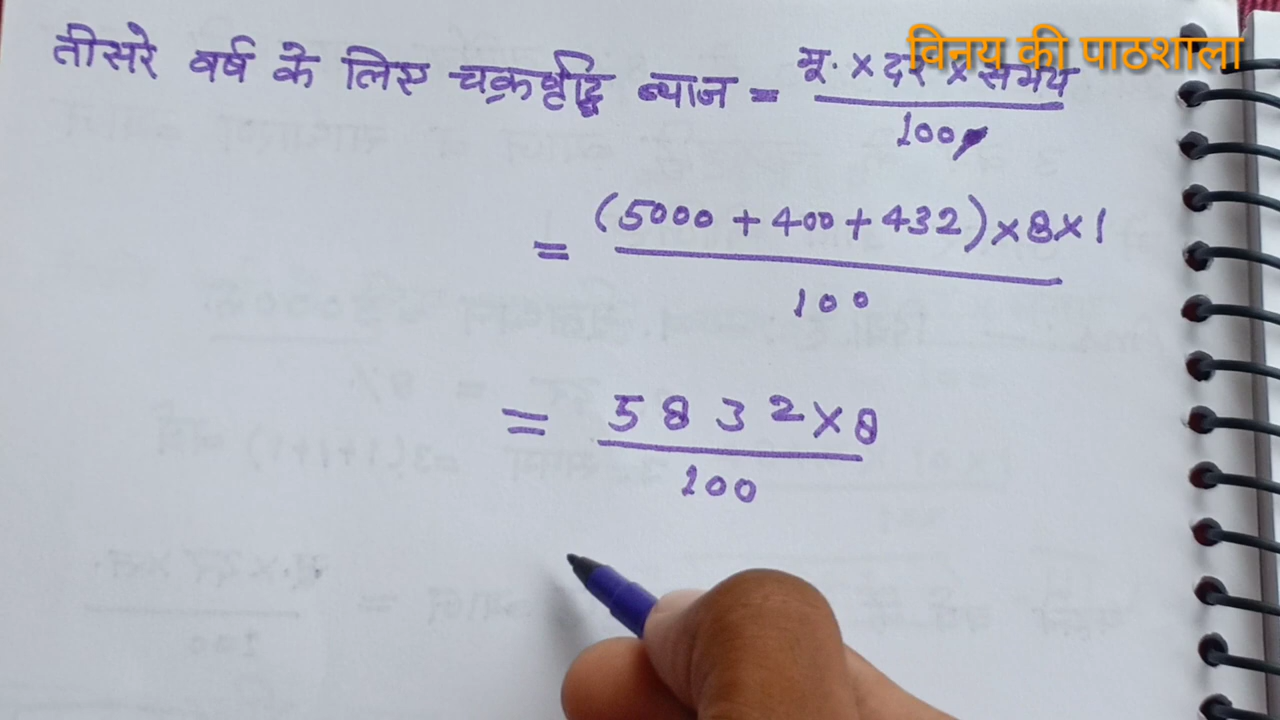 विनय की पाठशाला
तीसरे वर्ष के लिए चक्रवृद्धि ब्याज = मू. × दर × समय
100
= (5000 + 400 + 432) × 8 × 1
100
= 5832 × 8
100